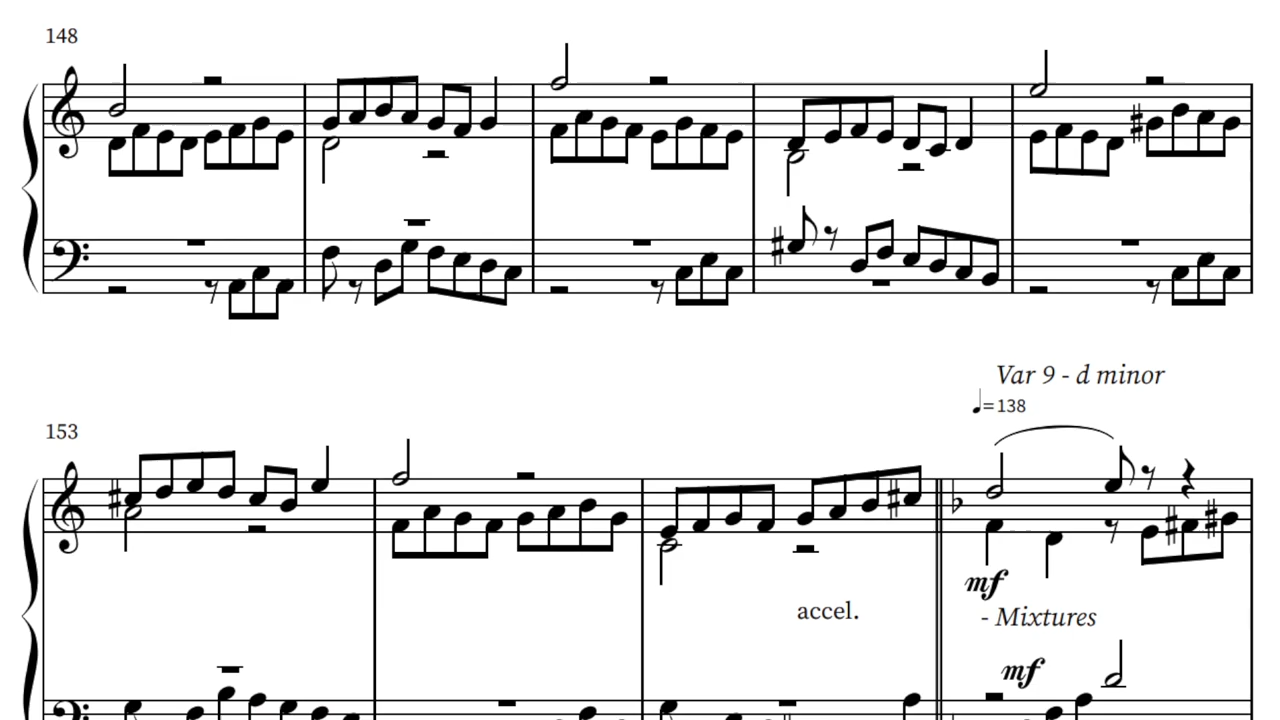 148
Var 9 - d minor
♩=138
153
mf
accel.
- Mixtures
mf